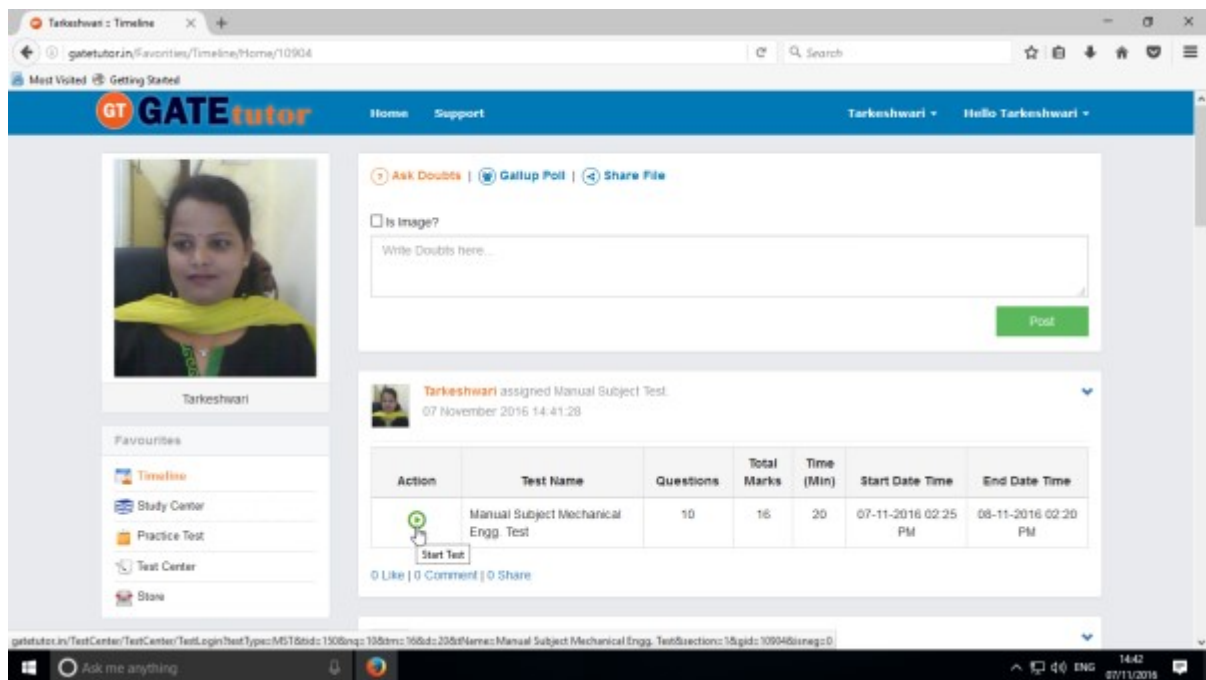 Tarkeshwari :: Timeline
gatetutor.in/Favorities/Timeline/Home/10904
Search
Most Visited Getting Started
GT GATEtutor
Home Support Tarkeshwari Hello Tarkeshwari
Ask Doubts | Gallup Poll | Share File
Is Image?
Write Doubts here...
Post
Tarkeshwari
Favourites
Timeline
Study Center
Practice Test
Test Center
Store
Tarkeshwari assigned Manual Subject Test.
07 November 2016 14:41:28
Action Test Name Questions Total Marks Time (Min) Start Date Time End Date Time
Manual Subject Mechanical 10 16 20 07-11-2016 02:25 08-11-2016 02:20
Engg. Test PM PM
Start Test
0 Like | 0 Comment | 0 Share
gatetutor.in/TestCenter/TestCenter/TestLogin?testType=MST&tid=150&nq=10&tm=16&d=20&tName=Manual Subject Mechanical Engg. Test&section=1&gid=10904&isneg=0
Ask me anything
ENG 14:42
07/11/2016